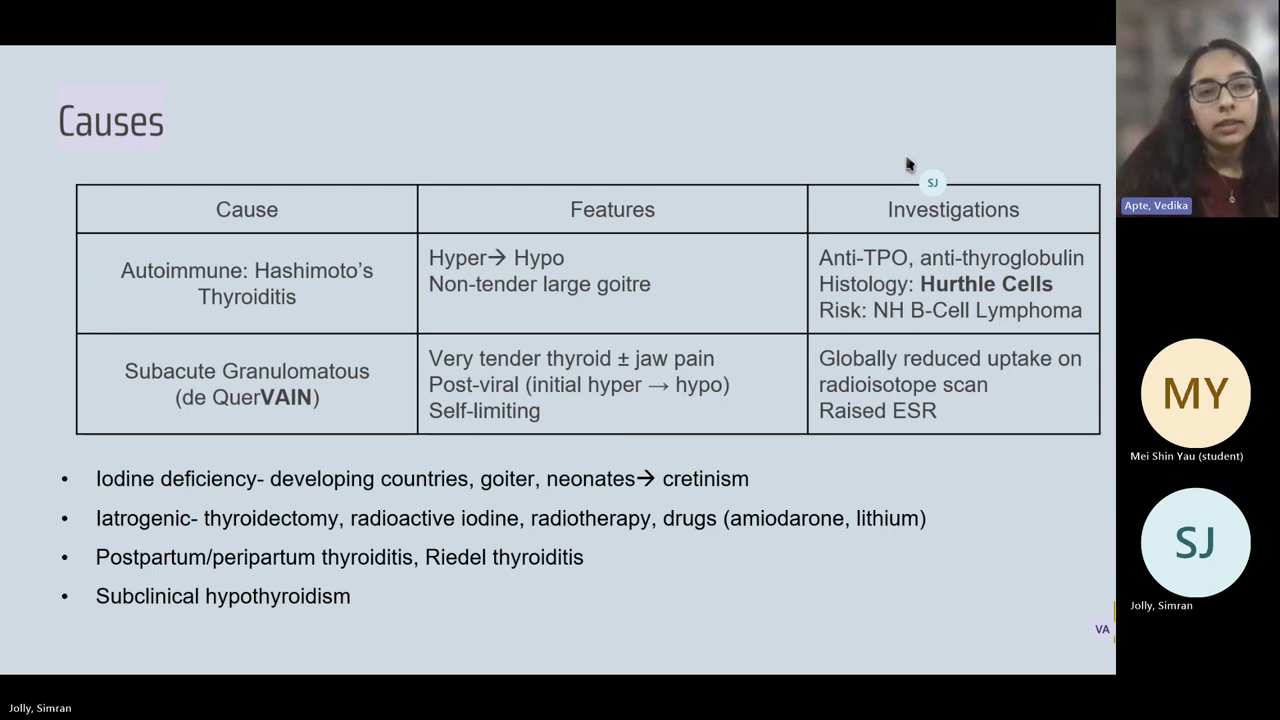 Causes
SJ
Cause
Features
Investigations
Autoimmune: Hashimoto's
Thyroiditis
Hyper→ Hypo
Non-tender large goitre
Anti-TPO, anti-thyroglobulin
Histology: Hurthle Cells
Risk: NH B-Cell Lymphoma
Subacute Granulomatous
(de QuerVAIN)
Very tender thyroid ± jaw pain
Post-viral (initial hyper → hypo)
Self-limiting
Globally reduced uptake on
radioisotope scan
Raised ESR
• Iodine deficiency- developing countries, goiter, neonates→ cretinism
• Iatrogenic- thyroidectomy, radioactive iodine, radiotherapy, drugs (amiodarone, lithium)
• Postpartum/peripartum thyroiditis, Riedel thyroiditis
• Subclinical hypothyroidism
VA
Apte, Vedika
MY
Mei Shin Yau (student)
SJ
Jolly, Simran
Jolly, Simran